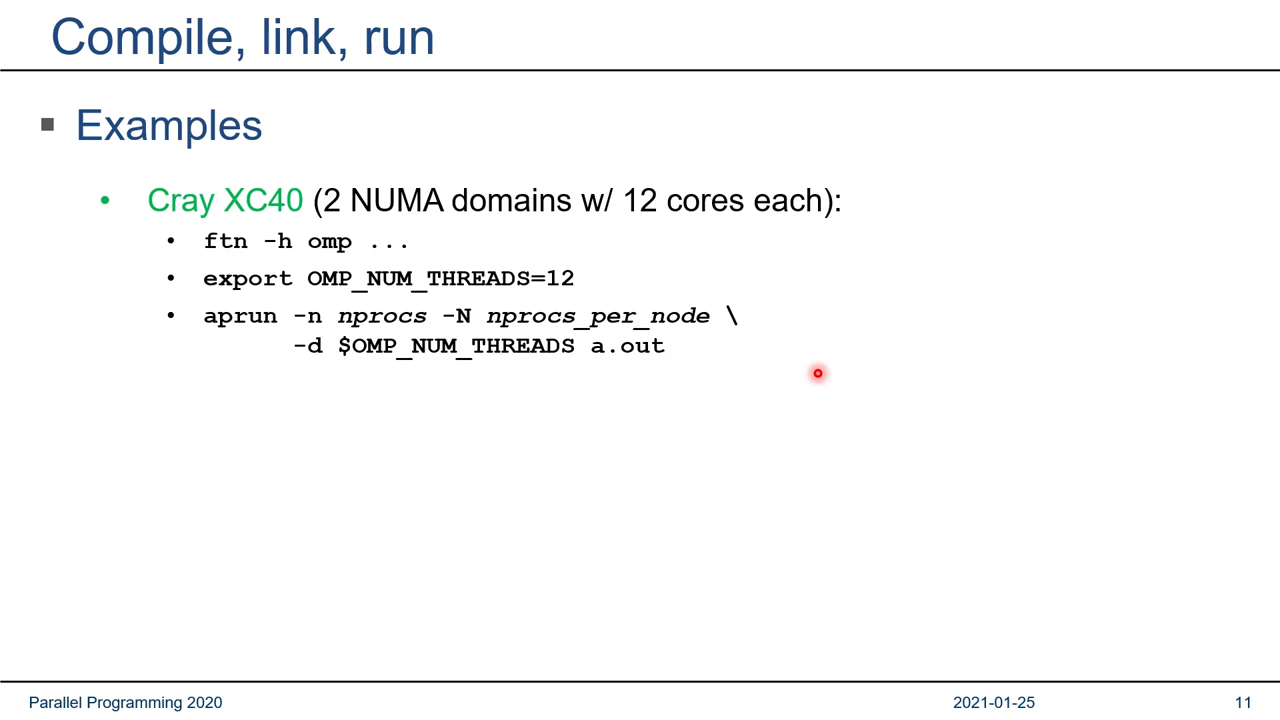 Compile, link, run
Examples
Cray XC40 (2 NUMA domains w/ 12 cores each):
ftn -h omp ...
export OMP_NUM_THREADS=12
aprun -n nprocs -N nprocs_per_node \
-d $OMP_NUM_THREADS a.out
Parallel Programming 2020
2021-01-25
11